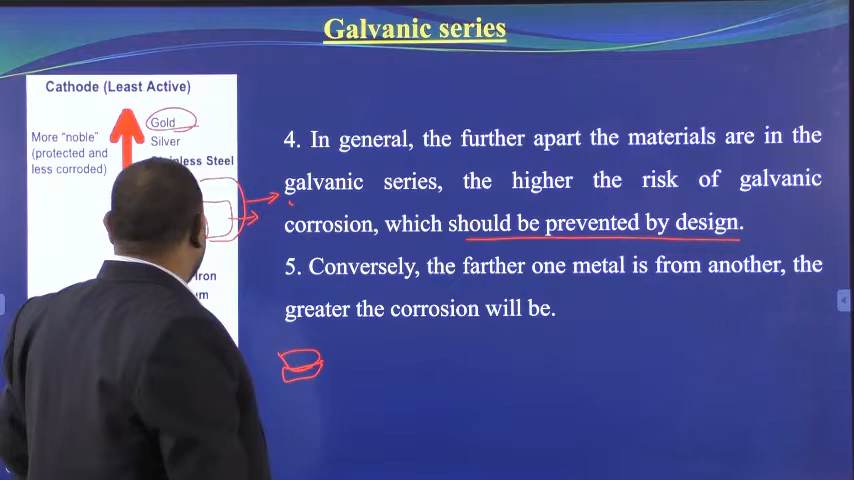 Galvanic series
Cathode (Least Active)
Gold
More "noble"
Silver
(protected and
Steel
less corroded)
4. In general, the further apart the materials are in the
galvanic series, the higher the risk of galvanic
corrosion, which should be prevented by design.
5. Conversely, the farther one metal is from another, the
greater the corrosion will be.